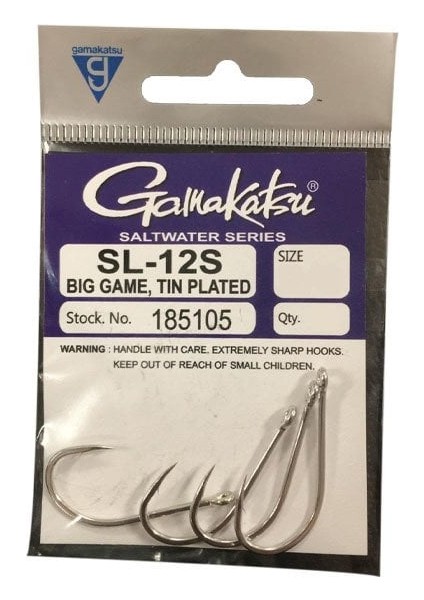 gamakatsu
Gamakatsu®
SALTWATER SERIES
SL-12S
BIG GAME, TIN PLATED
SIZE
Stock. No. 185105
Qty.
WARNING : HANDLE WITH CARE, EXTREMELY SHARP HOOKS.
KEEP OUT OF REACH OF SMALL CHILDREN.